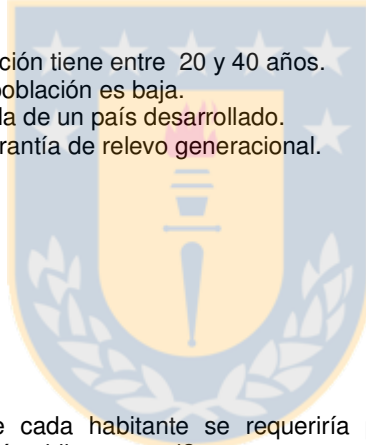 ción tiene entre 20 y 40 años.
oblación es baja.
la de un país desarrollado.
rantía de relevo generacional.
e cada habitante se requeriría